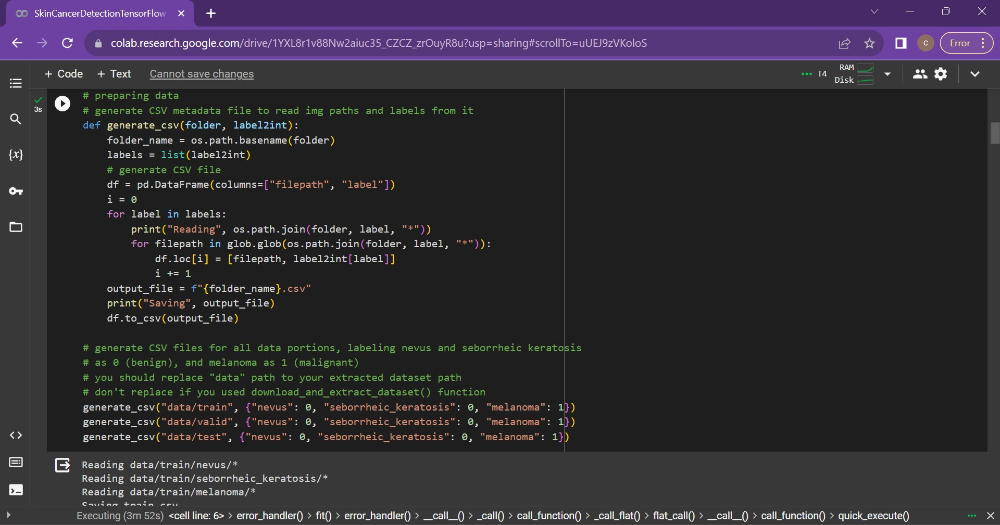 SkinCancerDetectionTensorFlow
colab.research.google.com/drive/1YXL8r1v88Nw2aiuc35_CZCZ_zrOuyR8u?usp=sharing#scrollTo=uUEJ9zVKoloS
C
Error
+ Code + Text Cannot save changes
T4
RAM
Disk
3s
# preparing data
# generate CSV metadata file to read img paths and labels from it
def generate_csv(folder, label2int):
    folder_name = os.path.basename(folder)
    labels = list(label2int)
    # generate CSV file
    df = pd.DataFrame(columns=["filepath", "label"])
    i = 0
    for label in labels:
        print("Reading", os.path.join(folder, label, "*"))
        for filepath in glob.glob(os.path.join(folder, label, "*")):
            df.loc[i] = [filepath, label2int[label]]
            i += 1
    output_file = f"{folder_name}.csv"
    print("Saving", output_file)
    df.to_csv(output_file)
# generate CSV files for all data portions, labeling nevus and seborrheic keratosis
# as 0 (benign), and melanoma as 1 (malignant)
# you should replace "data" path to your extracted dataset path
# don't replace if you used download_and_extract_dataset() function
generate_csv("data/train", {"nevus": 0, "seborrheic_keratosis": 0, "melanoma": 1})
generate_csv("data/valid", {"nevus": 0, "seborrheic_keratosis": 0, "melanoma": 1})
generate_csv("data/test", {"nevus": 0, "seborrheic_keratosis": 0, "melanoma": 1})
Reading data/train/nevus/*
Reading data/train/seborrheic_keratosis/*
Reading data/train/melanoma/*
Saving train.csv
Executing (3m 52s) <cell line: 6> > error_handler() > fit() > error_handler() > __call__() > _call() > call_function() > _call_flat() > flat_call() > __call__() > call_function() > quick_execute()